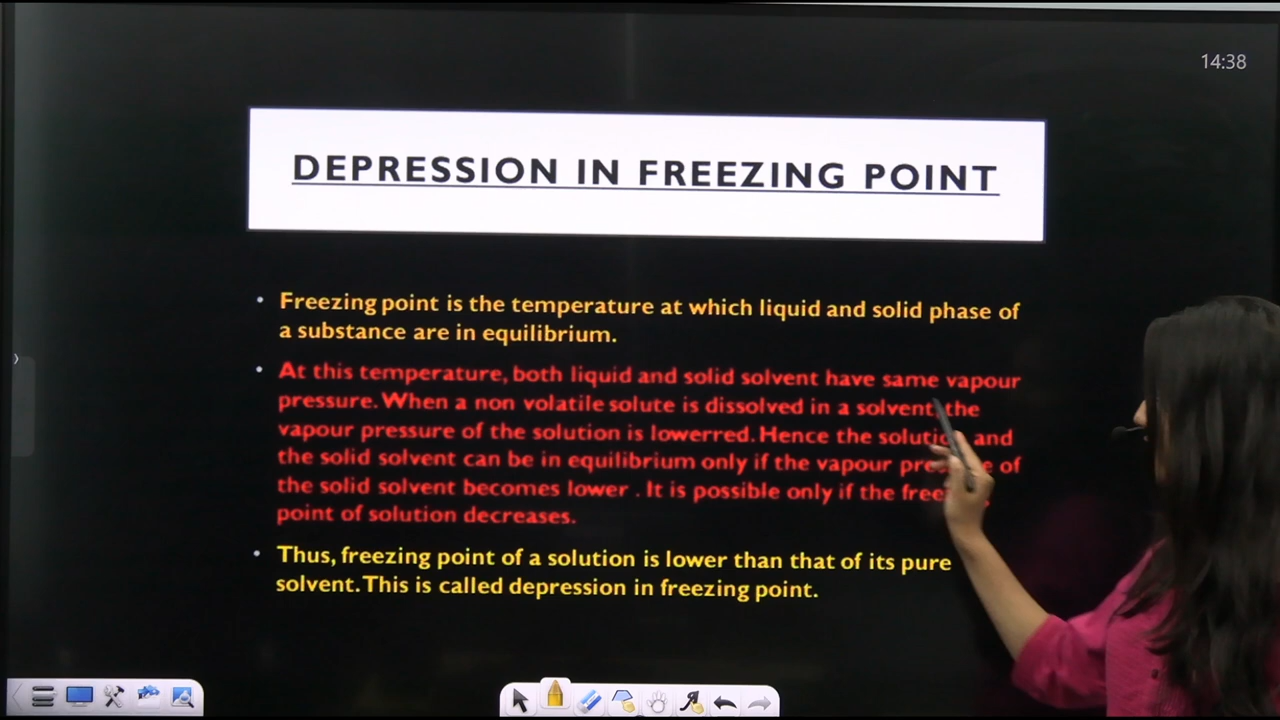 14:38
DEPRESSION IN FREEZING POINT
• Freezing point is the temperature at which liquid and solid phase of
a substance are in equilibrium.
• At this temperature, both liquid and solid solvent have same vapour
pressure. When a non volatile solute is dissolved in a solvent, the
vapour pressure of the solution is lowerred. Hence the solution and
the solid solvent can be in equilibrium only if the vapour pressure of
the solid solvent becomes lower . It is possible only if the
point of solution decreases.
• Thus, freezing point of a solution is lower than that of its pure
solvent. This is called depression in freezing point.